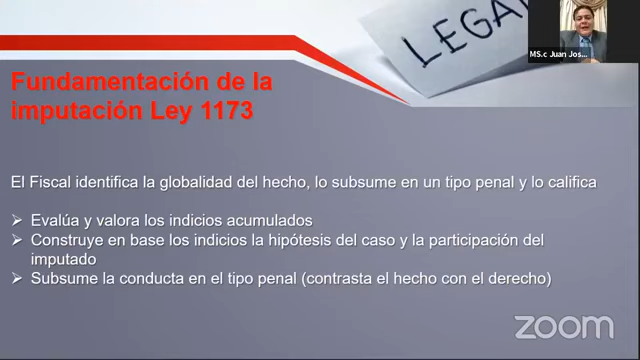 LEGAL
MS.c Juan Jos...
Fundamentación de la
imputación Ley 1173
El Fiscal identifica la globalidad del hecho, lo subsume en un tipo penal y lo califica
➢ Evalúa y valora los indicios acumulados
➢ Construye en base los indicios la hipótesis del caso y la participación del
imputado
➢ Subsume la conducta en el tipo penal (contrasta el hecho con el derecho)
zoom